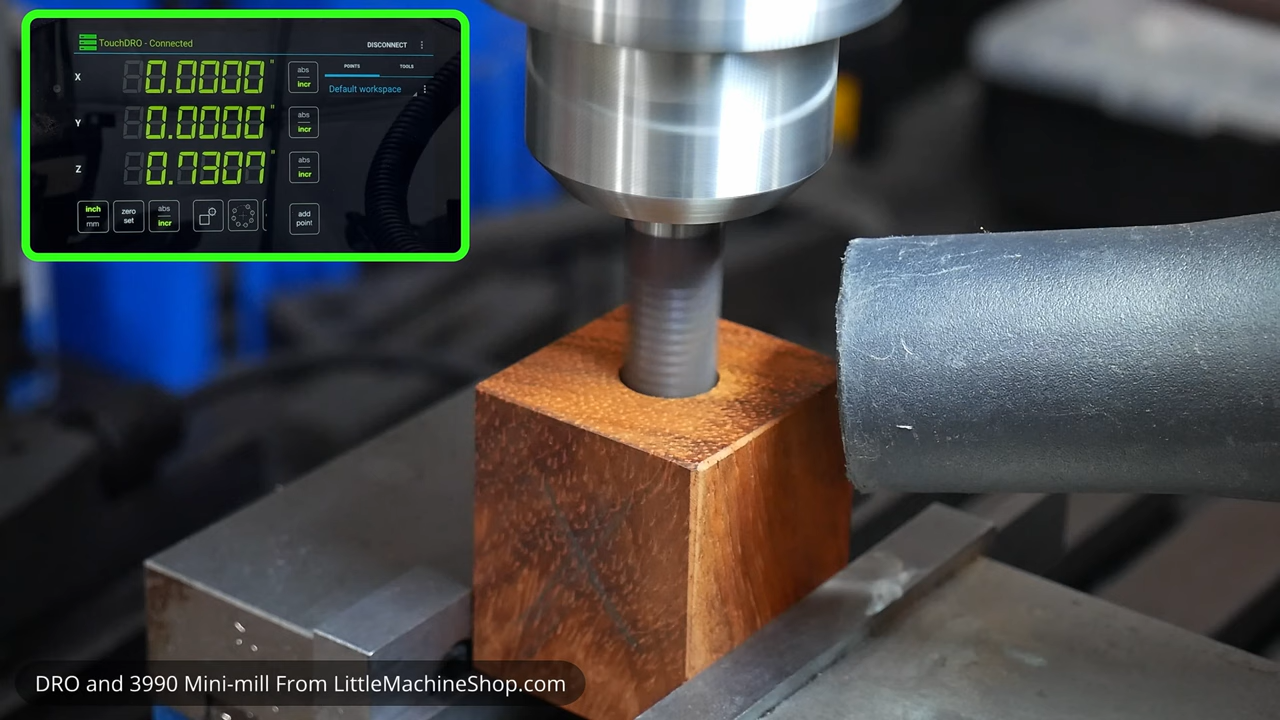 TouchDRO - Connected
DISCONNECT
X 0.0000"
abs
incr
POINTS
TOOLS
Default workspace
Y 0.0000"
abs
incr
Z 0.7307"
abs
incr
inch
mm
zero
set
abs
incr
add
point
DRO and 3990 Mini-mill From LittleMachineShop.com